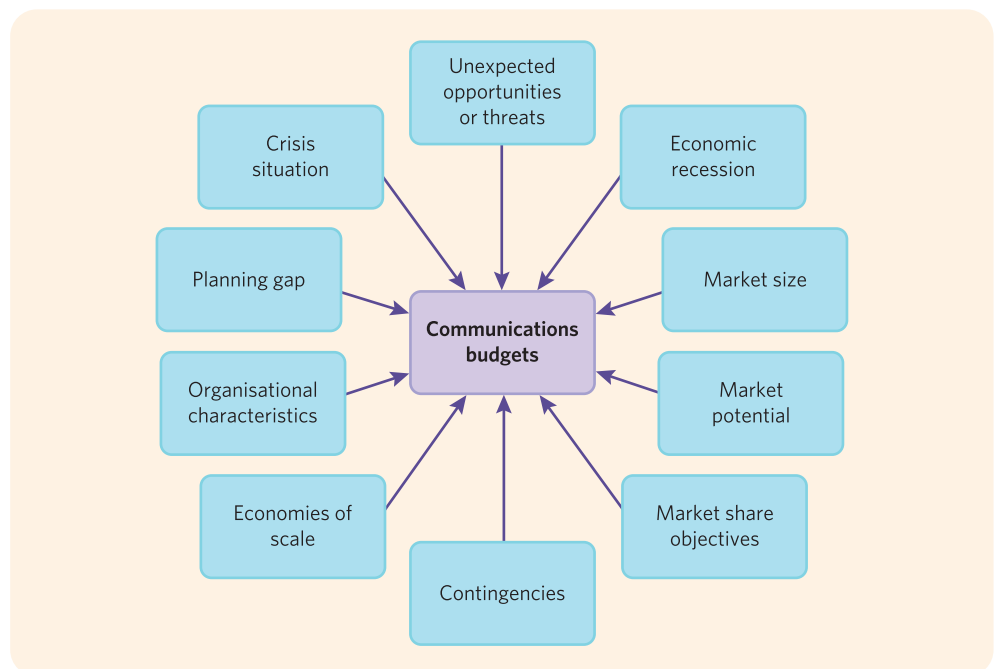 Unexpected
opportunities
or threats
Crisis
situation
Economic
recession
Planning gap
Market size
Communications
budgets
Organisational
characteristics
Market
potential
Economies of
scale
Market share
objectives
Contingencies